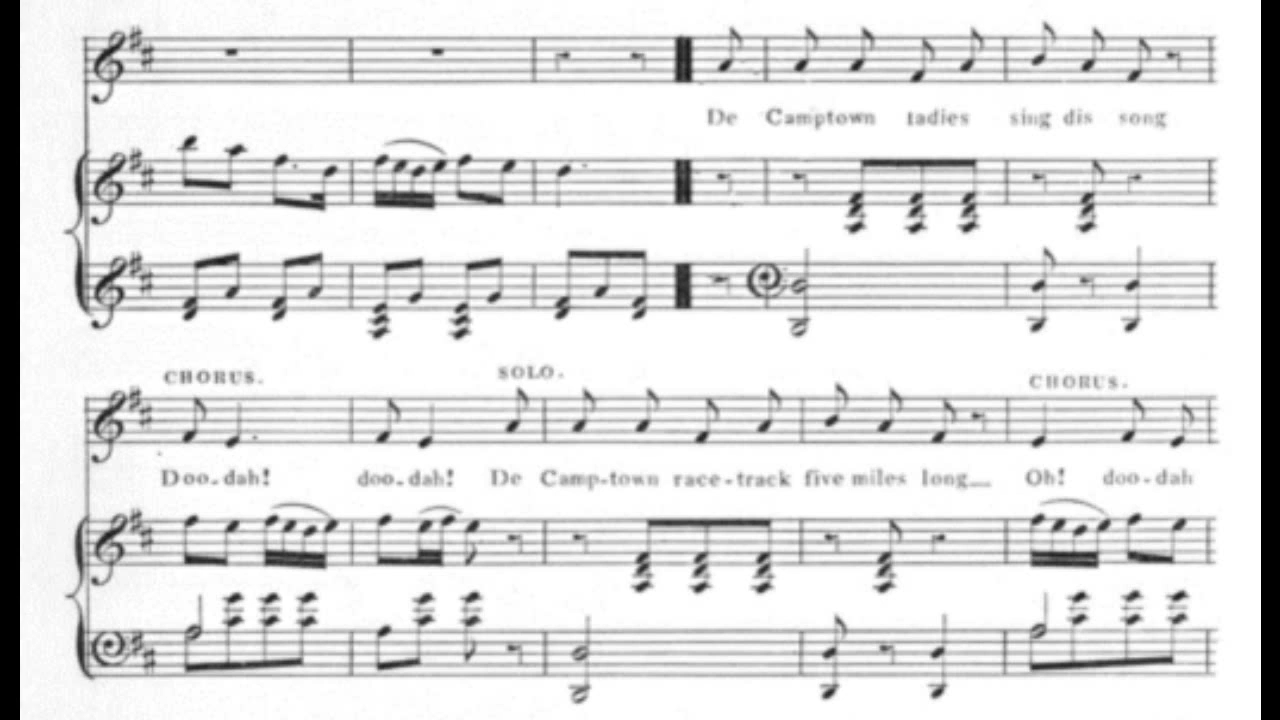 De Camptown ladies sing dis song
CHORUS. SOLO. CHORUS.
Doo-dah! doo-dah! De Camp-town race-track five miles long Oh! doo-dah